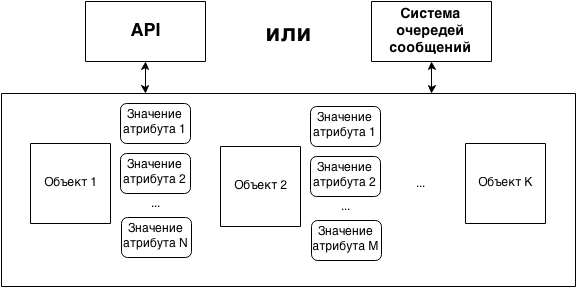 API
или
Система
очередей
сообщений
Объект 1
Значение
атрибута 1
Значение
атрибута 2
...
Значение
атрибута N
Объект 2
Значение
атрибута 1
Значение
атрибута 2
...
Значение
атрибута M
...
Объект K